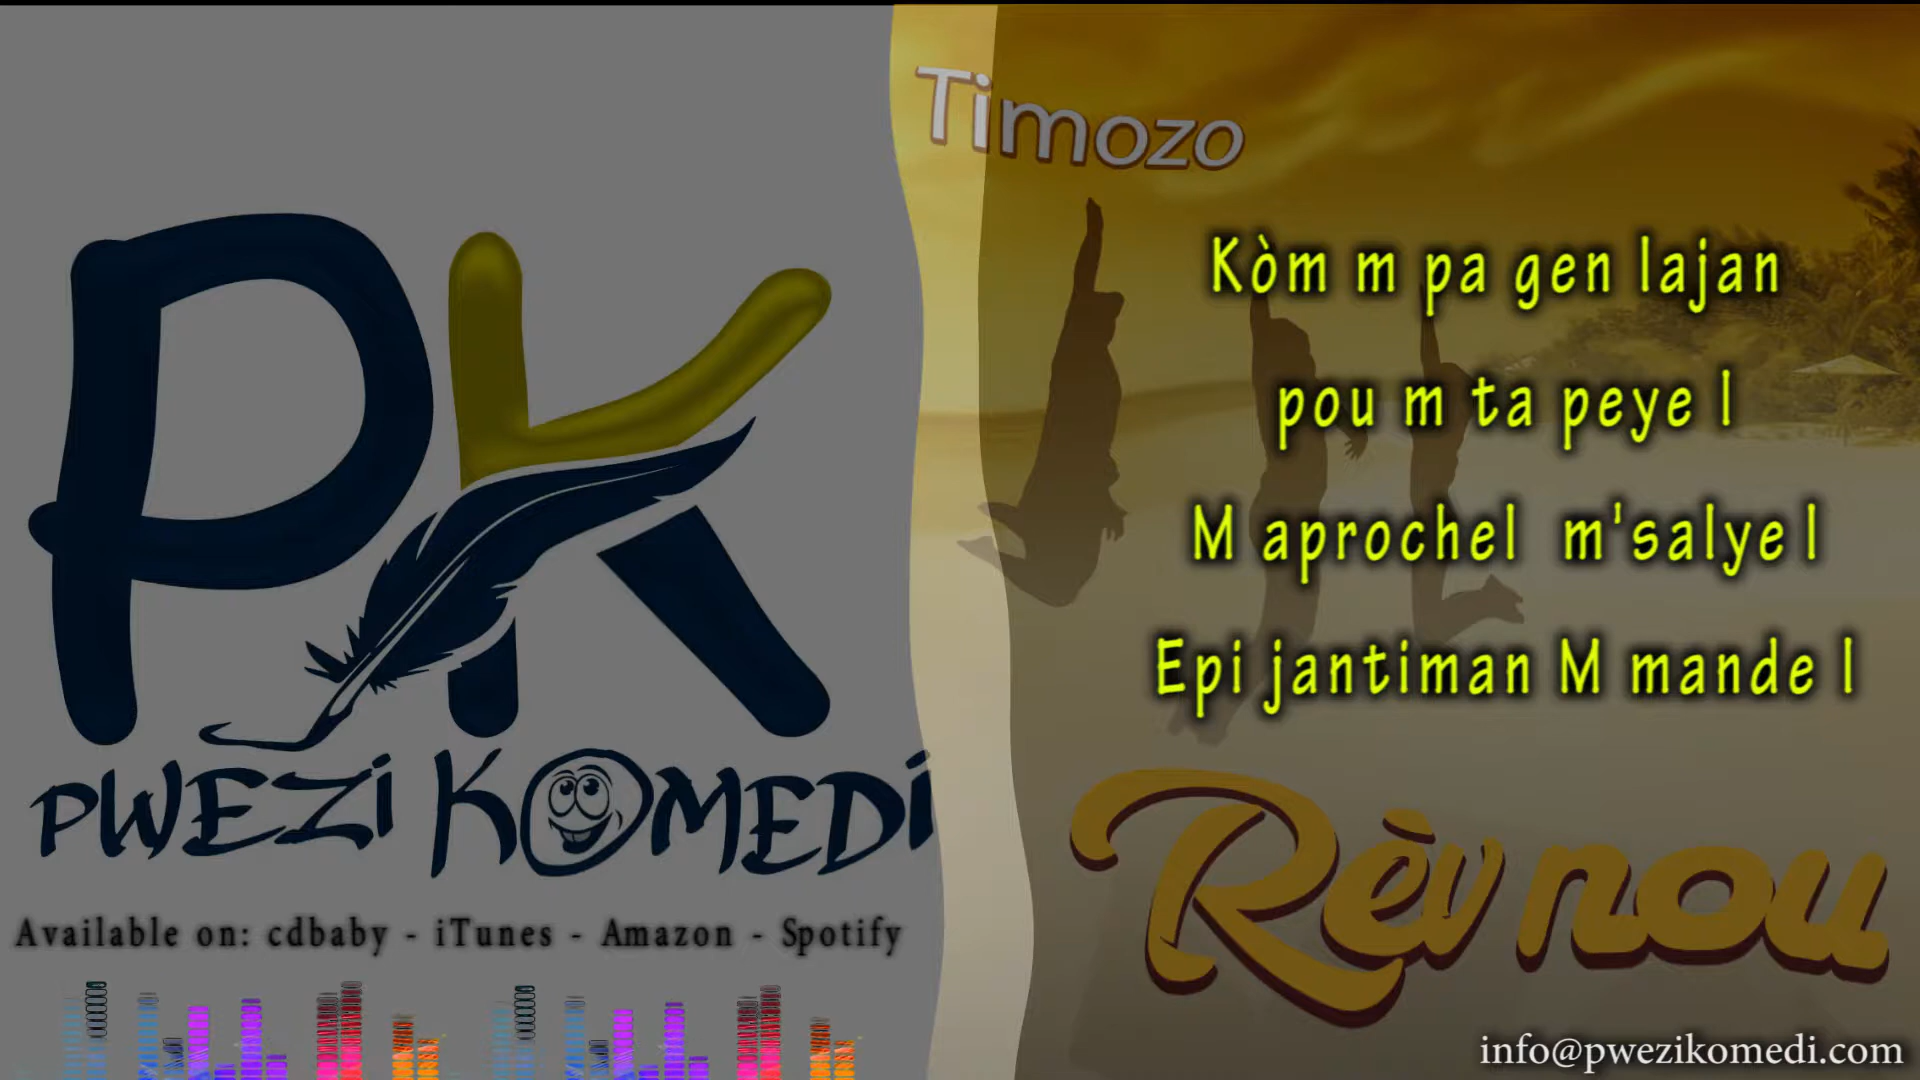 PK
PWEZi KOMEDi
Available on: cdbaby - iTunes - Amazon - Spotify
Timozo
Kòm m pa gen lajan
pou m ta peye l
M aprochel m'salye l
Epi jantiman M mande l
Rèv nou
info@pwezikomedi.com